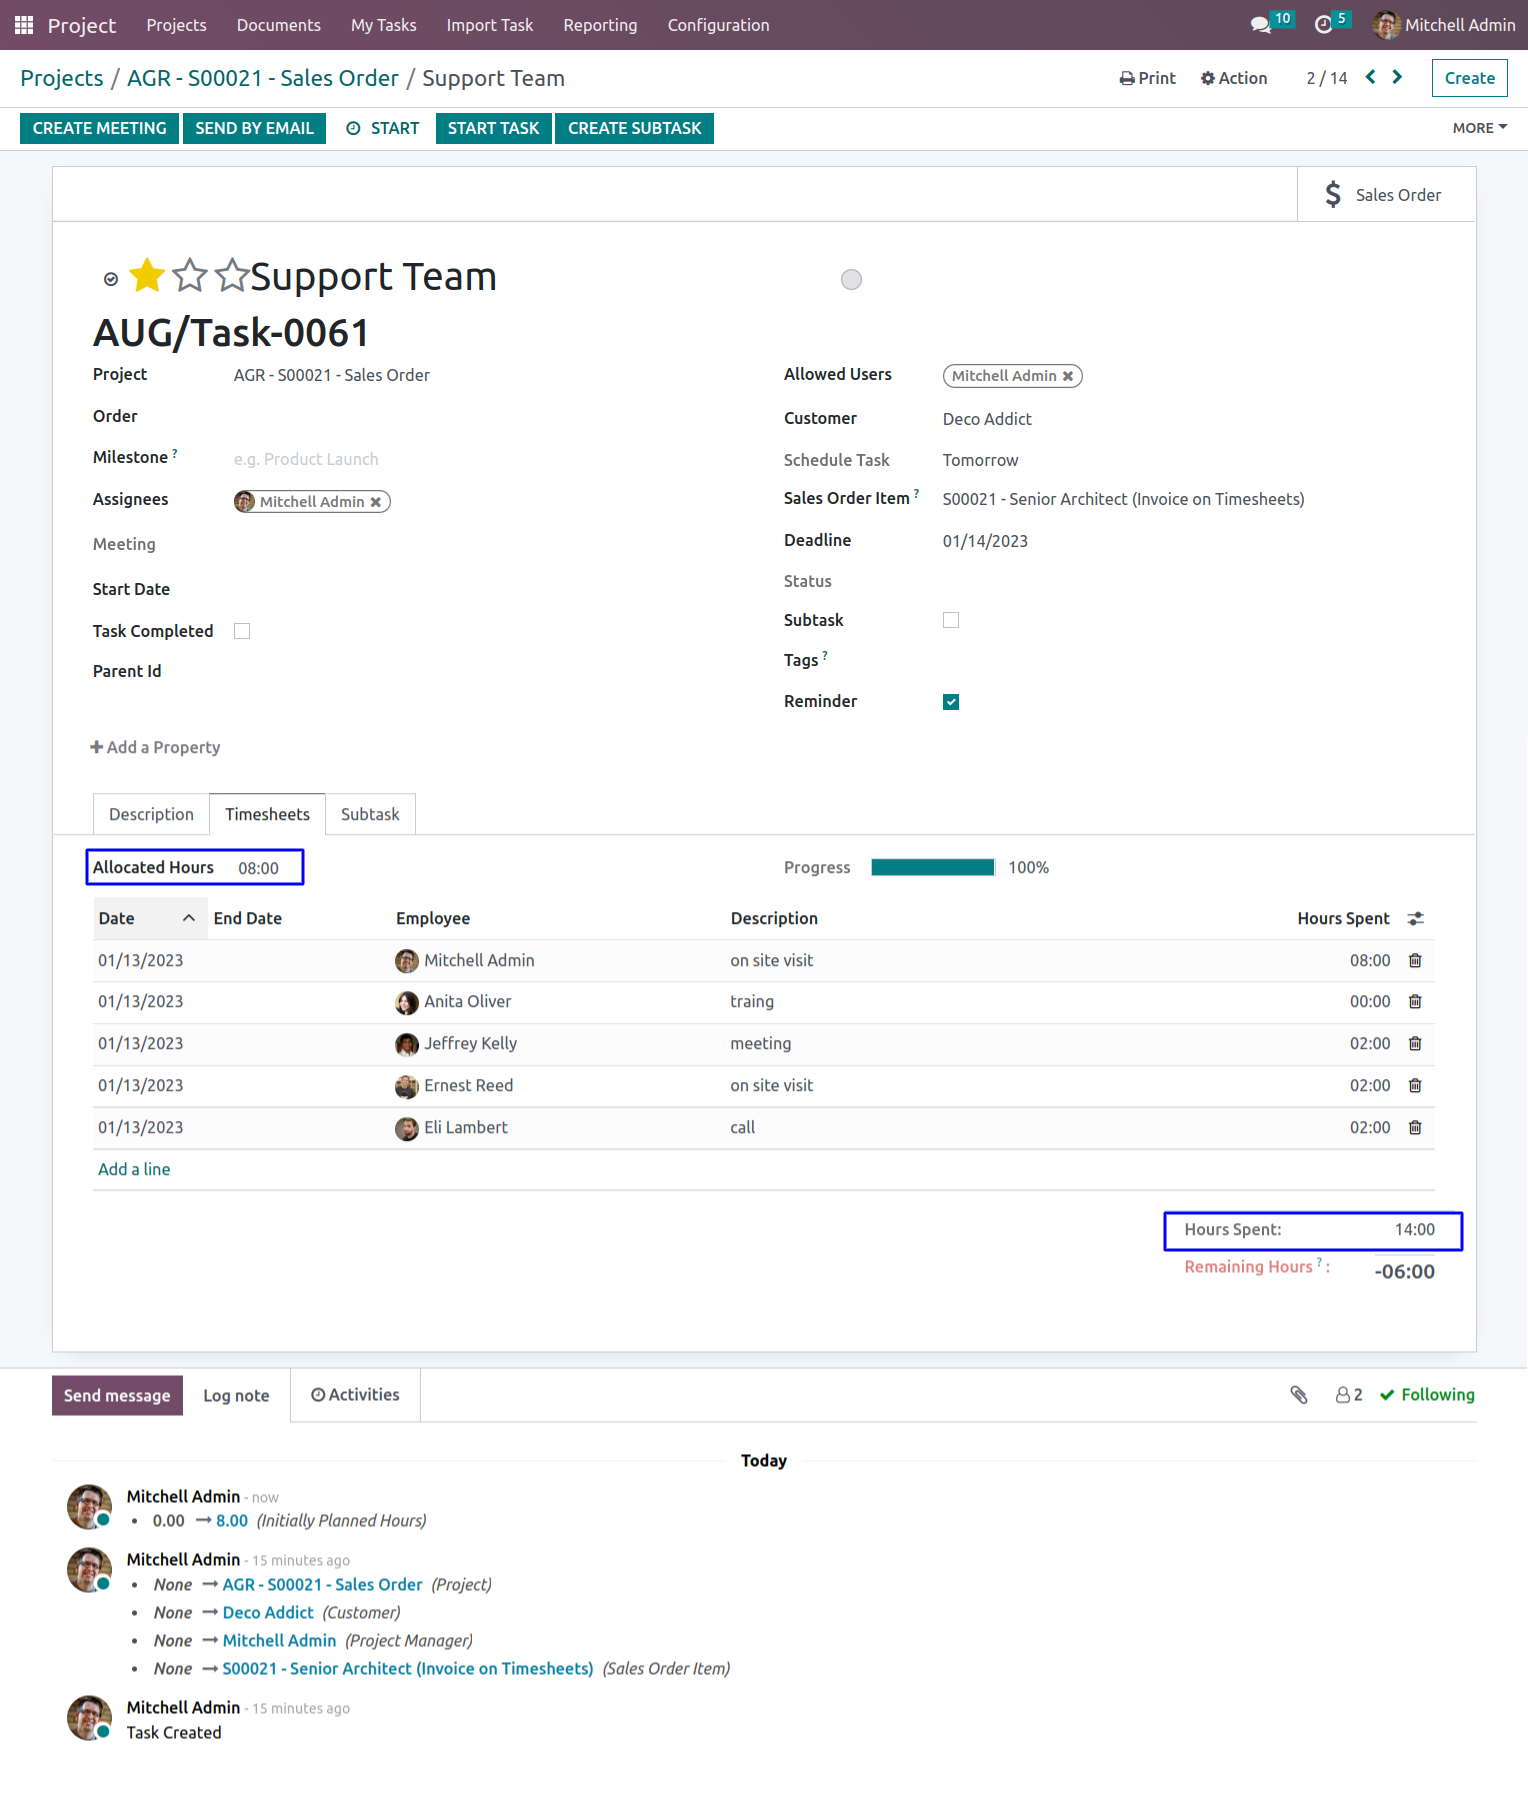 Project Projects Documents My Tasks Import Task Reporting Configuration 10 5 Mitchell Admin
Projects / AGR - S00021 - Sales Order / Support Team Print Action 2 / 14 Create
CREATE MEETING SEND BY EMAIL START START TASK CREATE SUBTASK MORE
Sales Order
Support Team
AUG/Task-0061
Project AGR - S00021 - Sales Order
Order
Milestone ? e.g. Product Launch
Assignees Mitchell Admin
Meeting
Start Date
Task Completed
Parent Id
Allowed Users Mitchell Admin
Customer Deco Addict
Schedule Task Tomorrow
Sales Order Item ? S00021 - Senior Architect (Invoice on Timesheets)
Deadline 01/14/2023
Status
Subtask
Tags ?
Reminder
Add a Property
Description Timesheets Subtask
Allocated Hours 08:00 Progress 100%
Date End Date Employee Description Hours Spent
01/13/2023 Mitchell Admin on site visit 08:00
01/13/2023 Anita Oliver traing 00:00
01/13/2023 Jeffrey Kelly meeting 02:00
01/13/2023 Ernest Reed on site visit 02:00
01/13/2023 Eli Lambert call 02:00
Add a line
Hours Spent: 14:00
Remaining Hours ? : -06:00
Send message Log note Activities 2 Following
Today
Mitchell Admin - now
• 0.00 → 8.00 (Initially Planned Hours)
Mitchell Admin - 15 minutes ago
• None → AGR - S00021 - Sales Order (Project)
• None → Deco Addict (Customer)
• None → Mitchell Admin (Project Manager)
• None → S00021 - Senior Architect (Invoice on Timesheets) (Sales Order Item)
Mitchell Admin - 15 minutes ago
Task Created